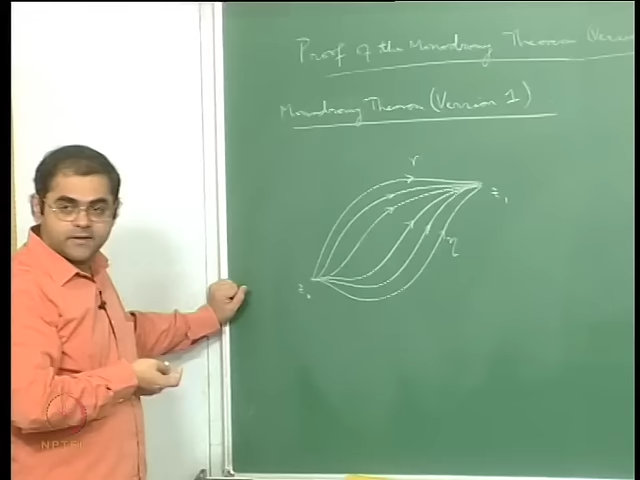 Proof of the Monodromy Theorem
Monodromy Theorem (Version 1)
γ
z₁
η
z₀
NPTEL